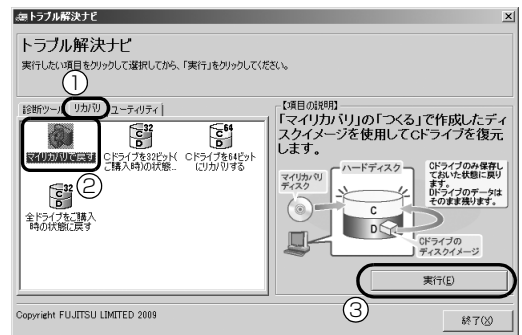 トラブル解決ナビ
トラブル解決ナビ
実行したい項目をクリックして選択してから、「実行」をクリックしてください。
①
診断ツール リカバリ ユーティリティ
マイリカバリで戻す
②
32
C
D
Cドライブを32ビット(
ご購入時)の状態...
64
C
D
Cドライブを64ビット
にリカバリする
32
C
D
全ドライブをご購入
時の状態に戻す
【項目の説明】
「マイリカバリ」の「つくる」で作成したディ
スクイメージを使用してCドライブを復元
します。
ハードディスク
マイリカバリ
ディスク
Cドライブのみ保存し
ておいた状態に戻り
ます。
Dドライブのデータは
そのまま残ります。
C
D
Cドライブの
ディスクイメージ
実行(E)
③
Copyright FUJITSU LIMITED 2009
終了(X)